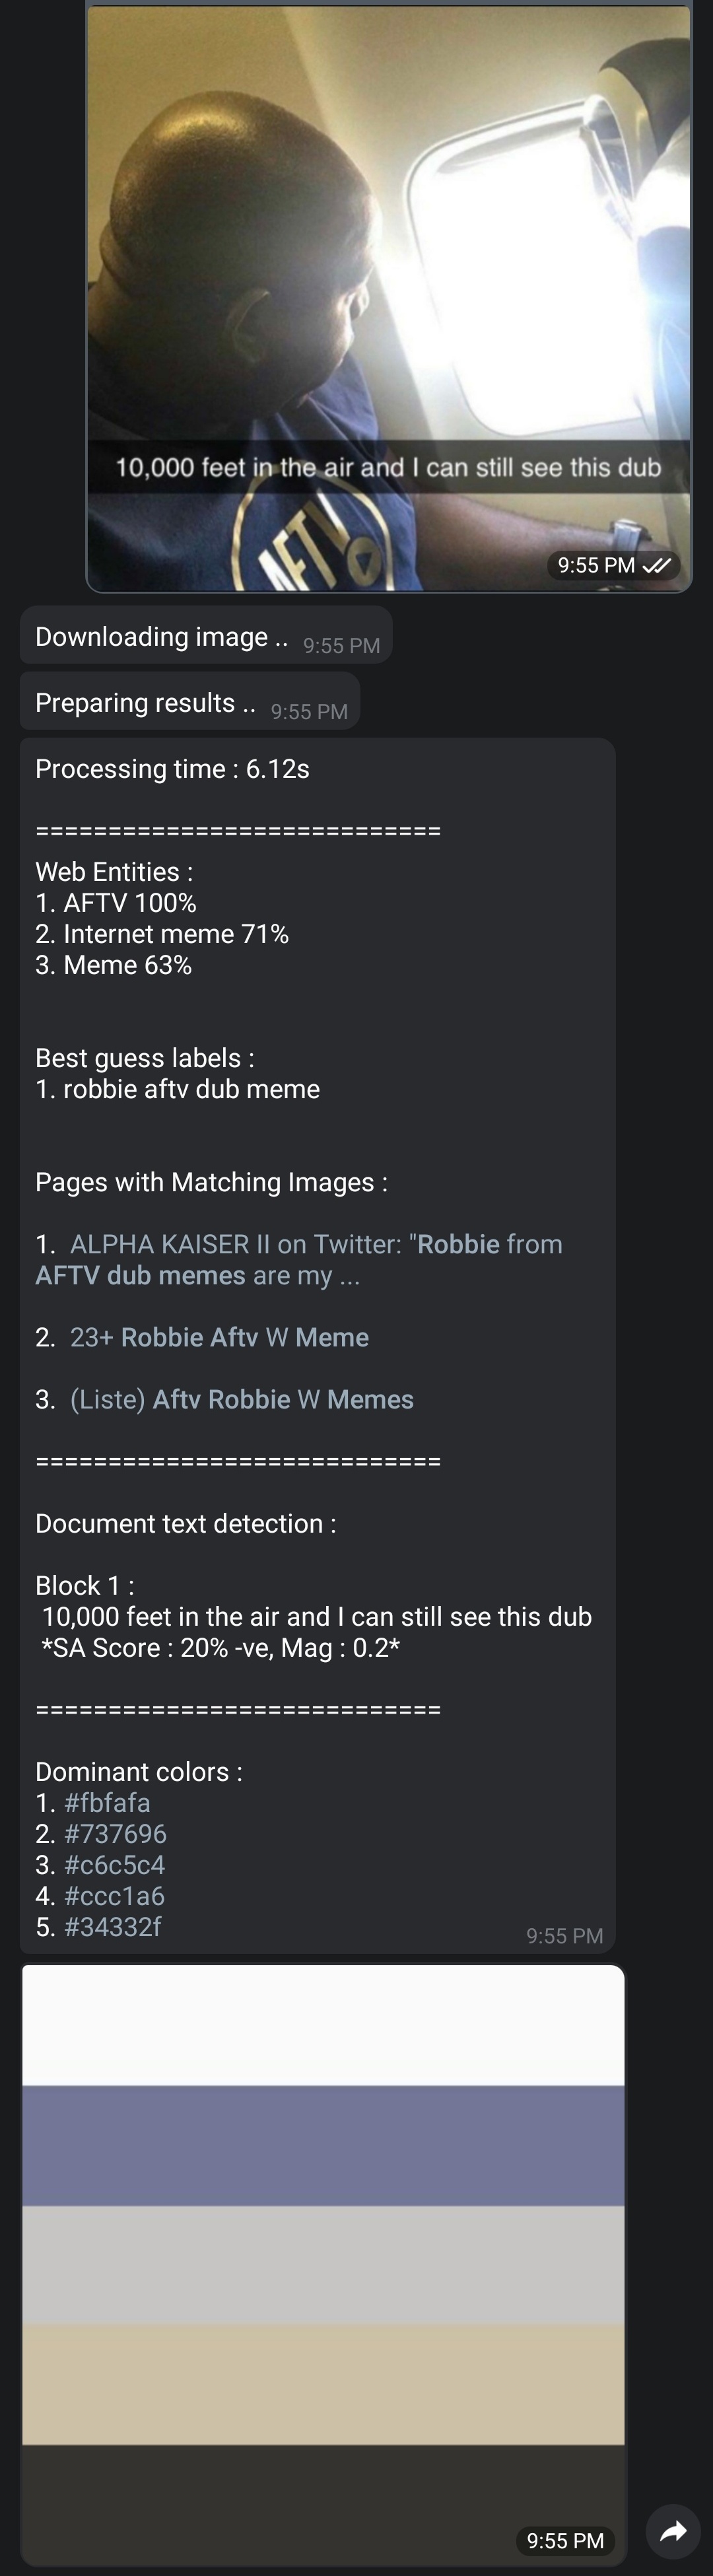 10,000 feet in the air and I can still see this dub
AFTV
9:55 PM
Downloading image .. 9:55 PM
Preparing results .. 9:55 PM
Processing time : 6.12s
============================
Web Entities :
1. AFTV 100%
2. Internet meme 71%
3. Meme 63%
Best guess labels :
1. robbie aftv dub meme
Pages with Matching Images :
1. ALPHA KAISER II on Twitter: "Robbie from
AFTV dub memes are my ...
2. 23+ Robbie Aftv W Meme
3. (Liste) Aftv Robbie W Memes
============================
Document text detection :
Block 1 :
10,000 feet in the air and I can still see this dub
*SA Score : 20% -ve, Mag : 0.2*
============================
Dominant colors :
1. #fbfafa
2. #737696
3. #c6c5c4
4. #ccc1a6
5. #34332f
9:55 PM
9:55 PM